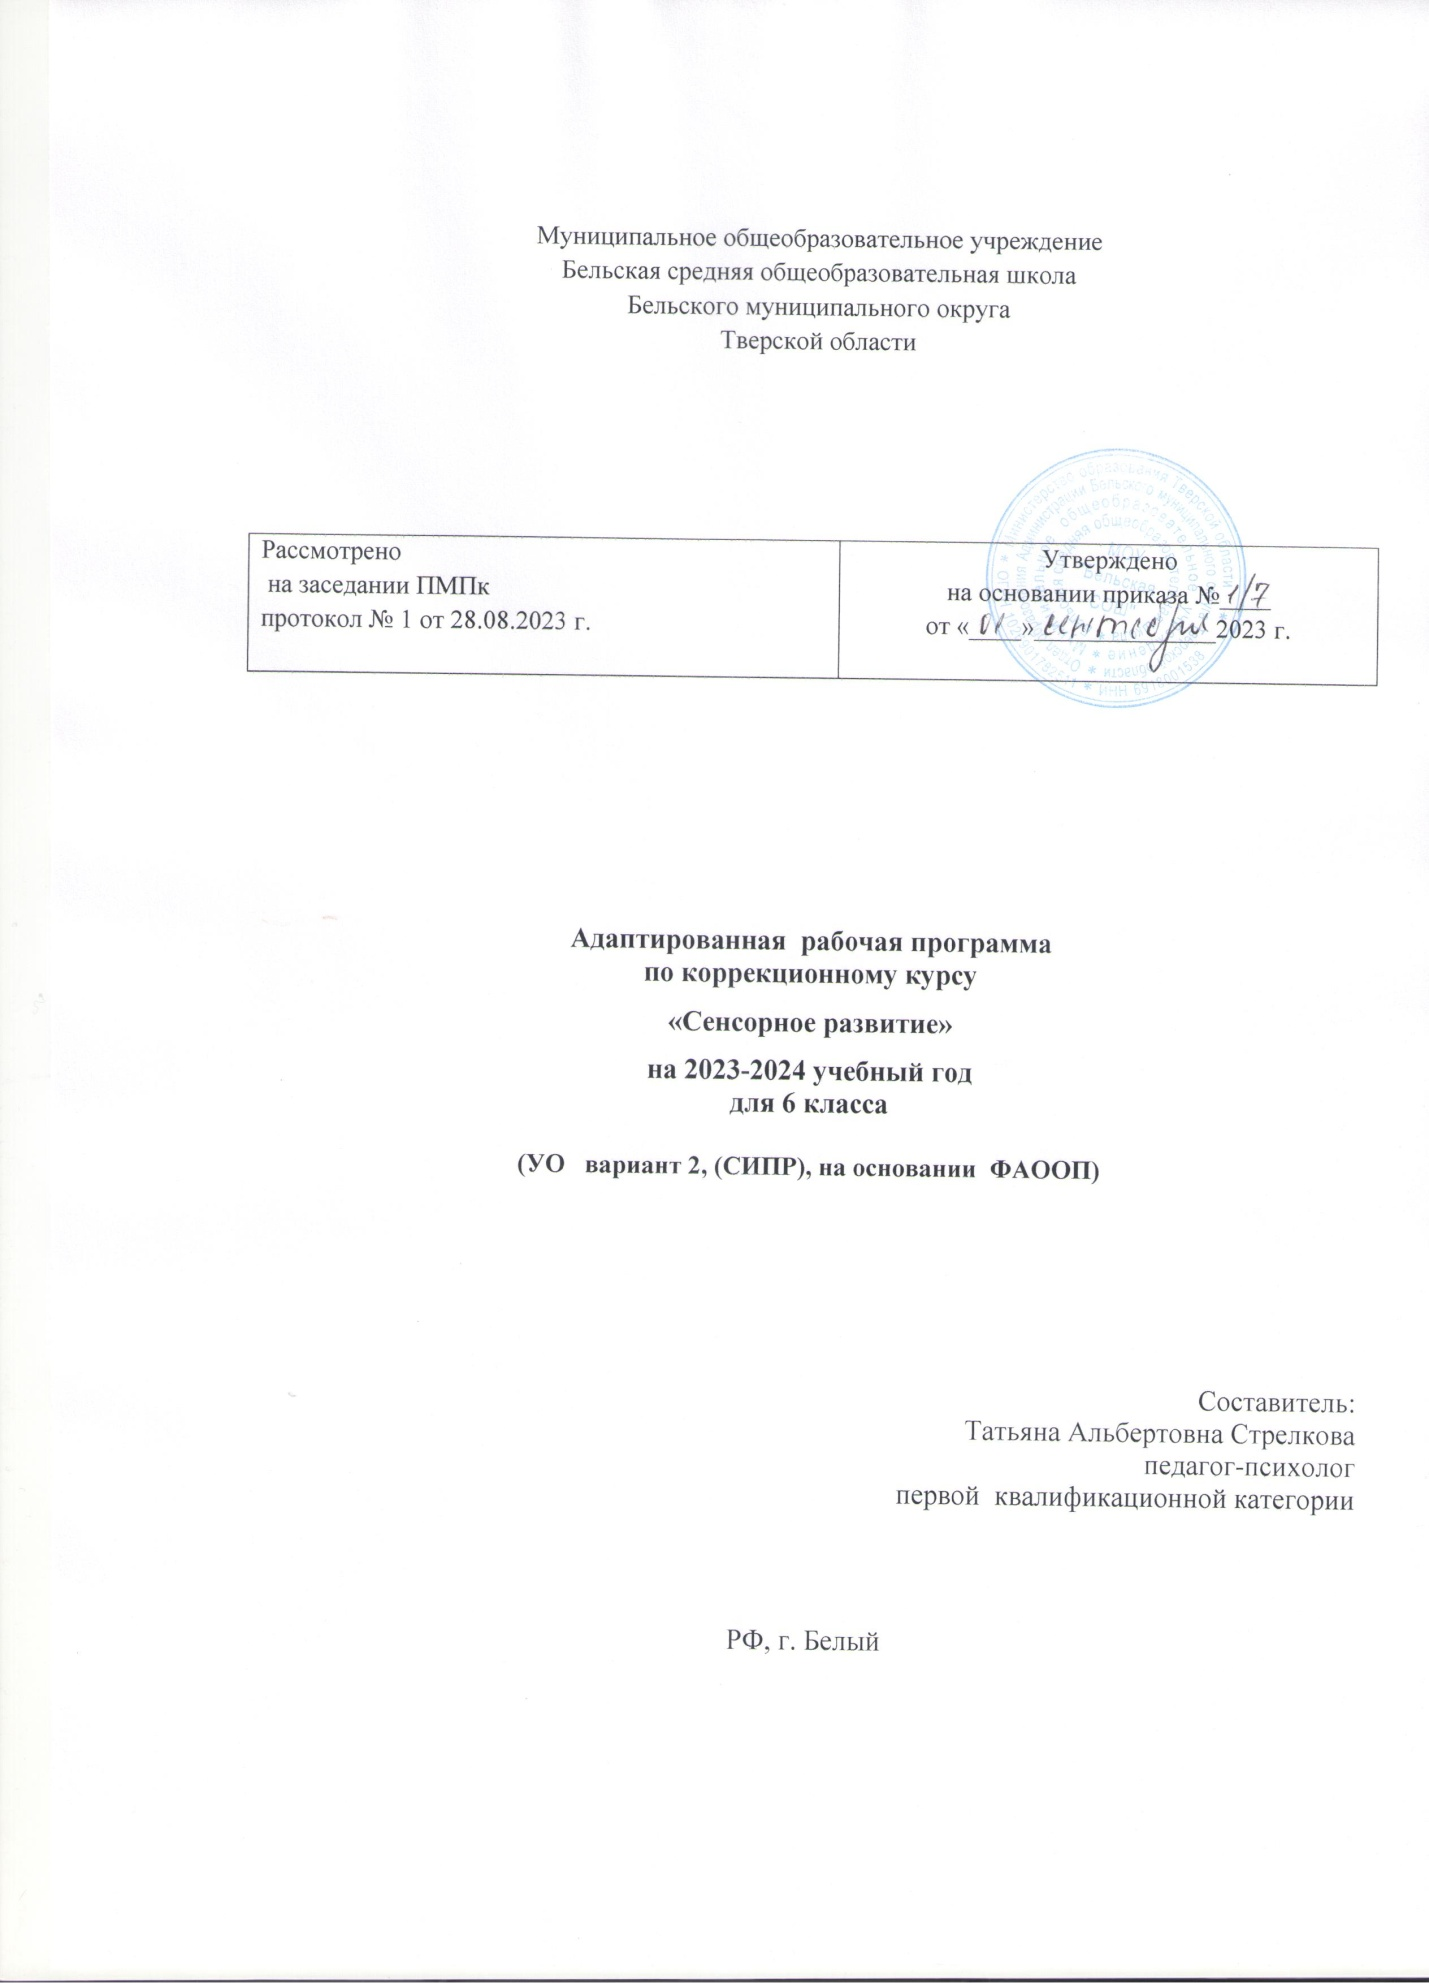 Муниципальное общеобразовательное учреждение
Бельская средняя общеобразовательная школа
Бельского муниципального округа
Тверской области
Рассмотрено
на заседании ПМПк
протокол № 1 от 28.08.2023 г.
Утверждено
на основании приказа № 1/7
от « 01 » сентября 2023 г.
Адаптированная рабочая программа
по коррекционному курсу
«Сенсорное развитие»
на 2023-2024 учебный год
для 6 класса
(УО вариант 2, (СИПР), на основании ФАООП)
Составитель:
Татьяна Альбертовна Стрелкова
педагог-психолог
первой квалификационной категории
РФ, г. Белый